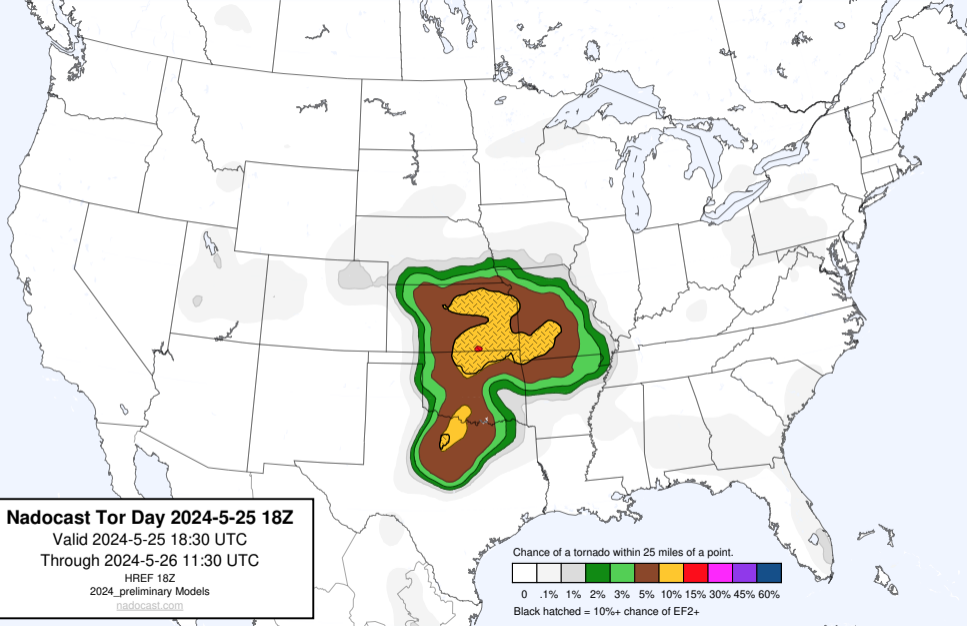 Nadocast Tor Day 2024-5-25 18Z
Valid 2024-5-25 18:30 UTC
Through 2024-5-26 11:30 UTC
HREF 18Z
2024_preliminary Models
nadocast.com
Chance of a tornado within 25 miles of a point.
0 .1% 1% 2% 3% 5% 10% 15% 30% 45% 60%
Black hatched = 10%+ chance of EF2+